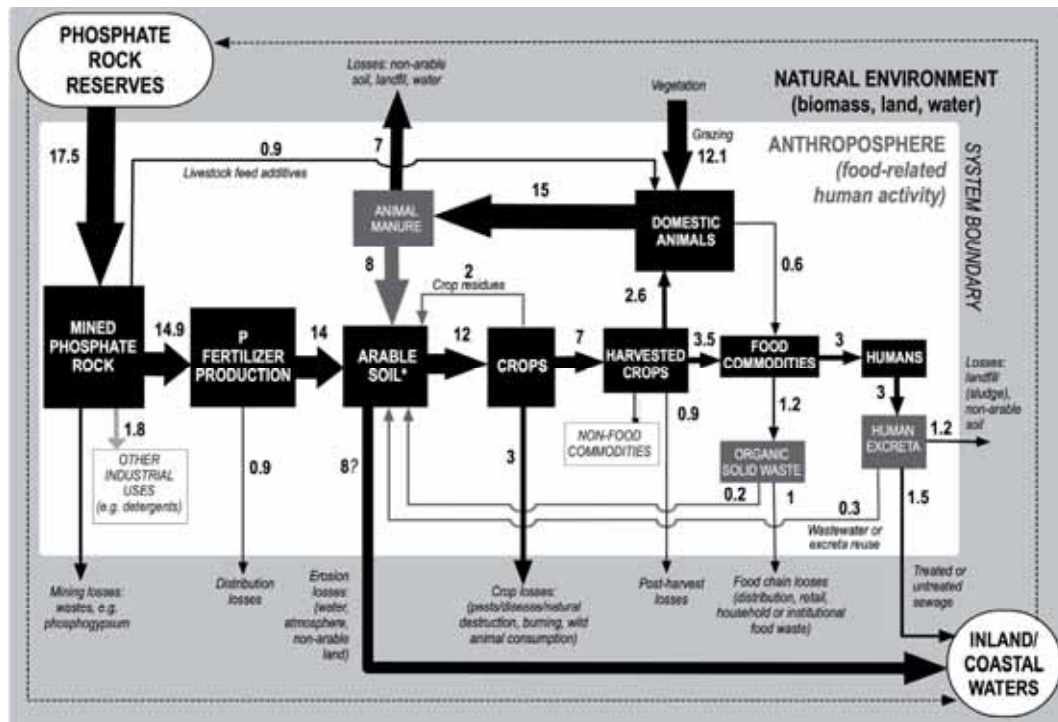 PHOSPHATE
ROCK
RESERVES
Losses: non-arable
soil, landfill, water
Vegetation
NATURAL ENVIRONMENT
(biomass, land, water)
17.5
0.9
Livestock feed additives
7
Grazing
12.1
ANTHROPOSPHERE
(food-related
human activity)
SYSTEM BOUNDARY
ANIMAL
MANURE
15
DOMESTIC
ANIMALS
8
2
Crop residues
2.6
0.6
MINED
PHOSPHATE
ROCK
14.9
P
FERTILIZER
PRODUCTION
14
ARABLE
SOIL*
12
CROPS
7
HARVESTED
CROPS
3.5
FOOD
COMMODITIES
3
HUMANS
3
Losses:
landfill
(sludge),
non-arable
soil
1.8
OTHER
INDUSTRIAL
USES
(e.g. detergents)
0.9
8?
3
NON-FOOD
COMMODITIES
0.9
1.2
ORGANIC
SOLID WASTE
HUMAN
EXCRETA
1.2
0.2
1
0.3
1.5
Wastewater or
excreta reuse
Mining losses:
wastes, e.g.
phosphogypsum
Distribution
losses
Erosion
losses:
(water,
atmosphere,
non-arable
land)
Crop losses:
(pests/disease/natural
destruction, burning, wild
animal consumption)
Post-harvest
losses
Food chain looses
(distribution, retail,
household or institutional
food waste)
Treated or
untreated
sewage
INLAND/
COASTAL
WATERS